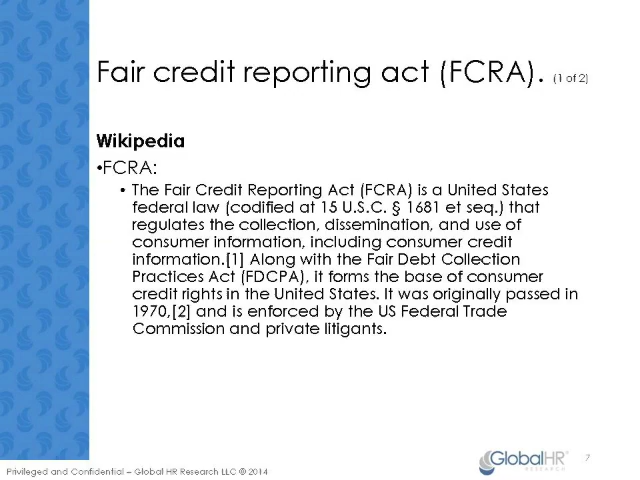 Fair credit reporting act (FCRA). (1 of 2)
Wikipedia
•FCRA:
• The Fair Credit Reporting Act (FCRA) is a United States
federal law (codified at 15 U.S.C. § 1681 et seq.) that
regulates the collection, dissemination, and use of
consumer information, including consumer credit
information.[1] Along with the Fair Debt Collection
Practices Act (FDCPA), it forms the base of consumer
credit rights in the United States. It was originally passed in
1970,[2] and is enforced by the US Federal Trade
Commission and private litigants.
GlobalHR®
RESEARCH
7
Privileged and Confidential – Global HR Research LLC © 2014